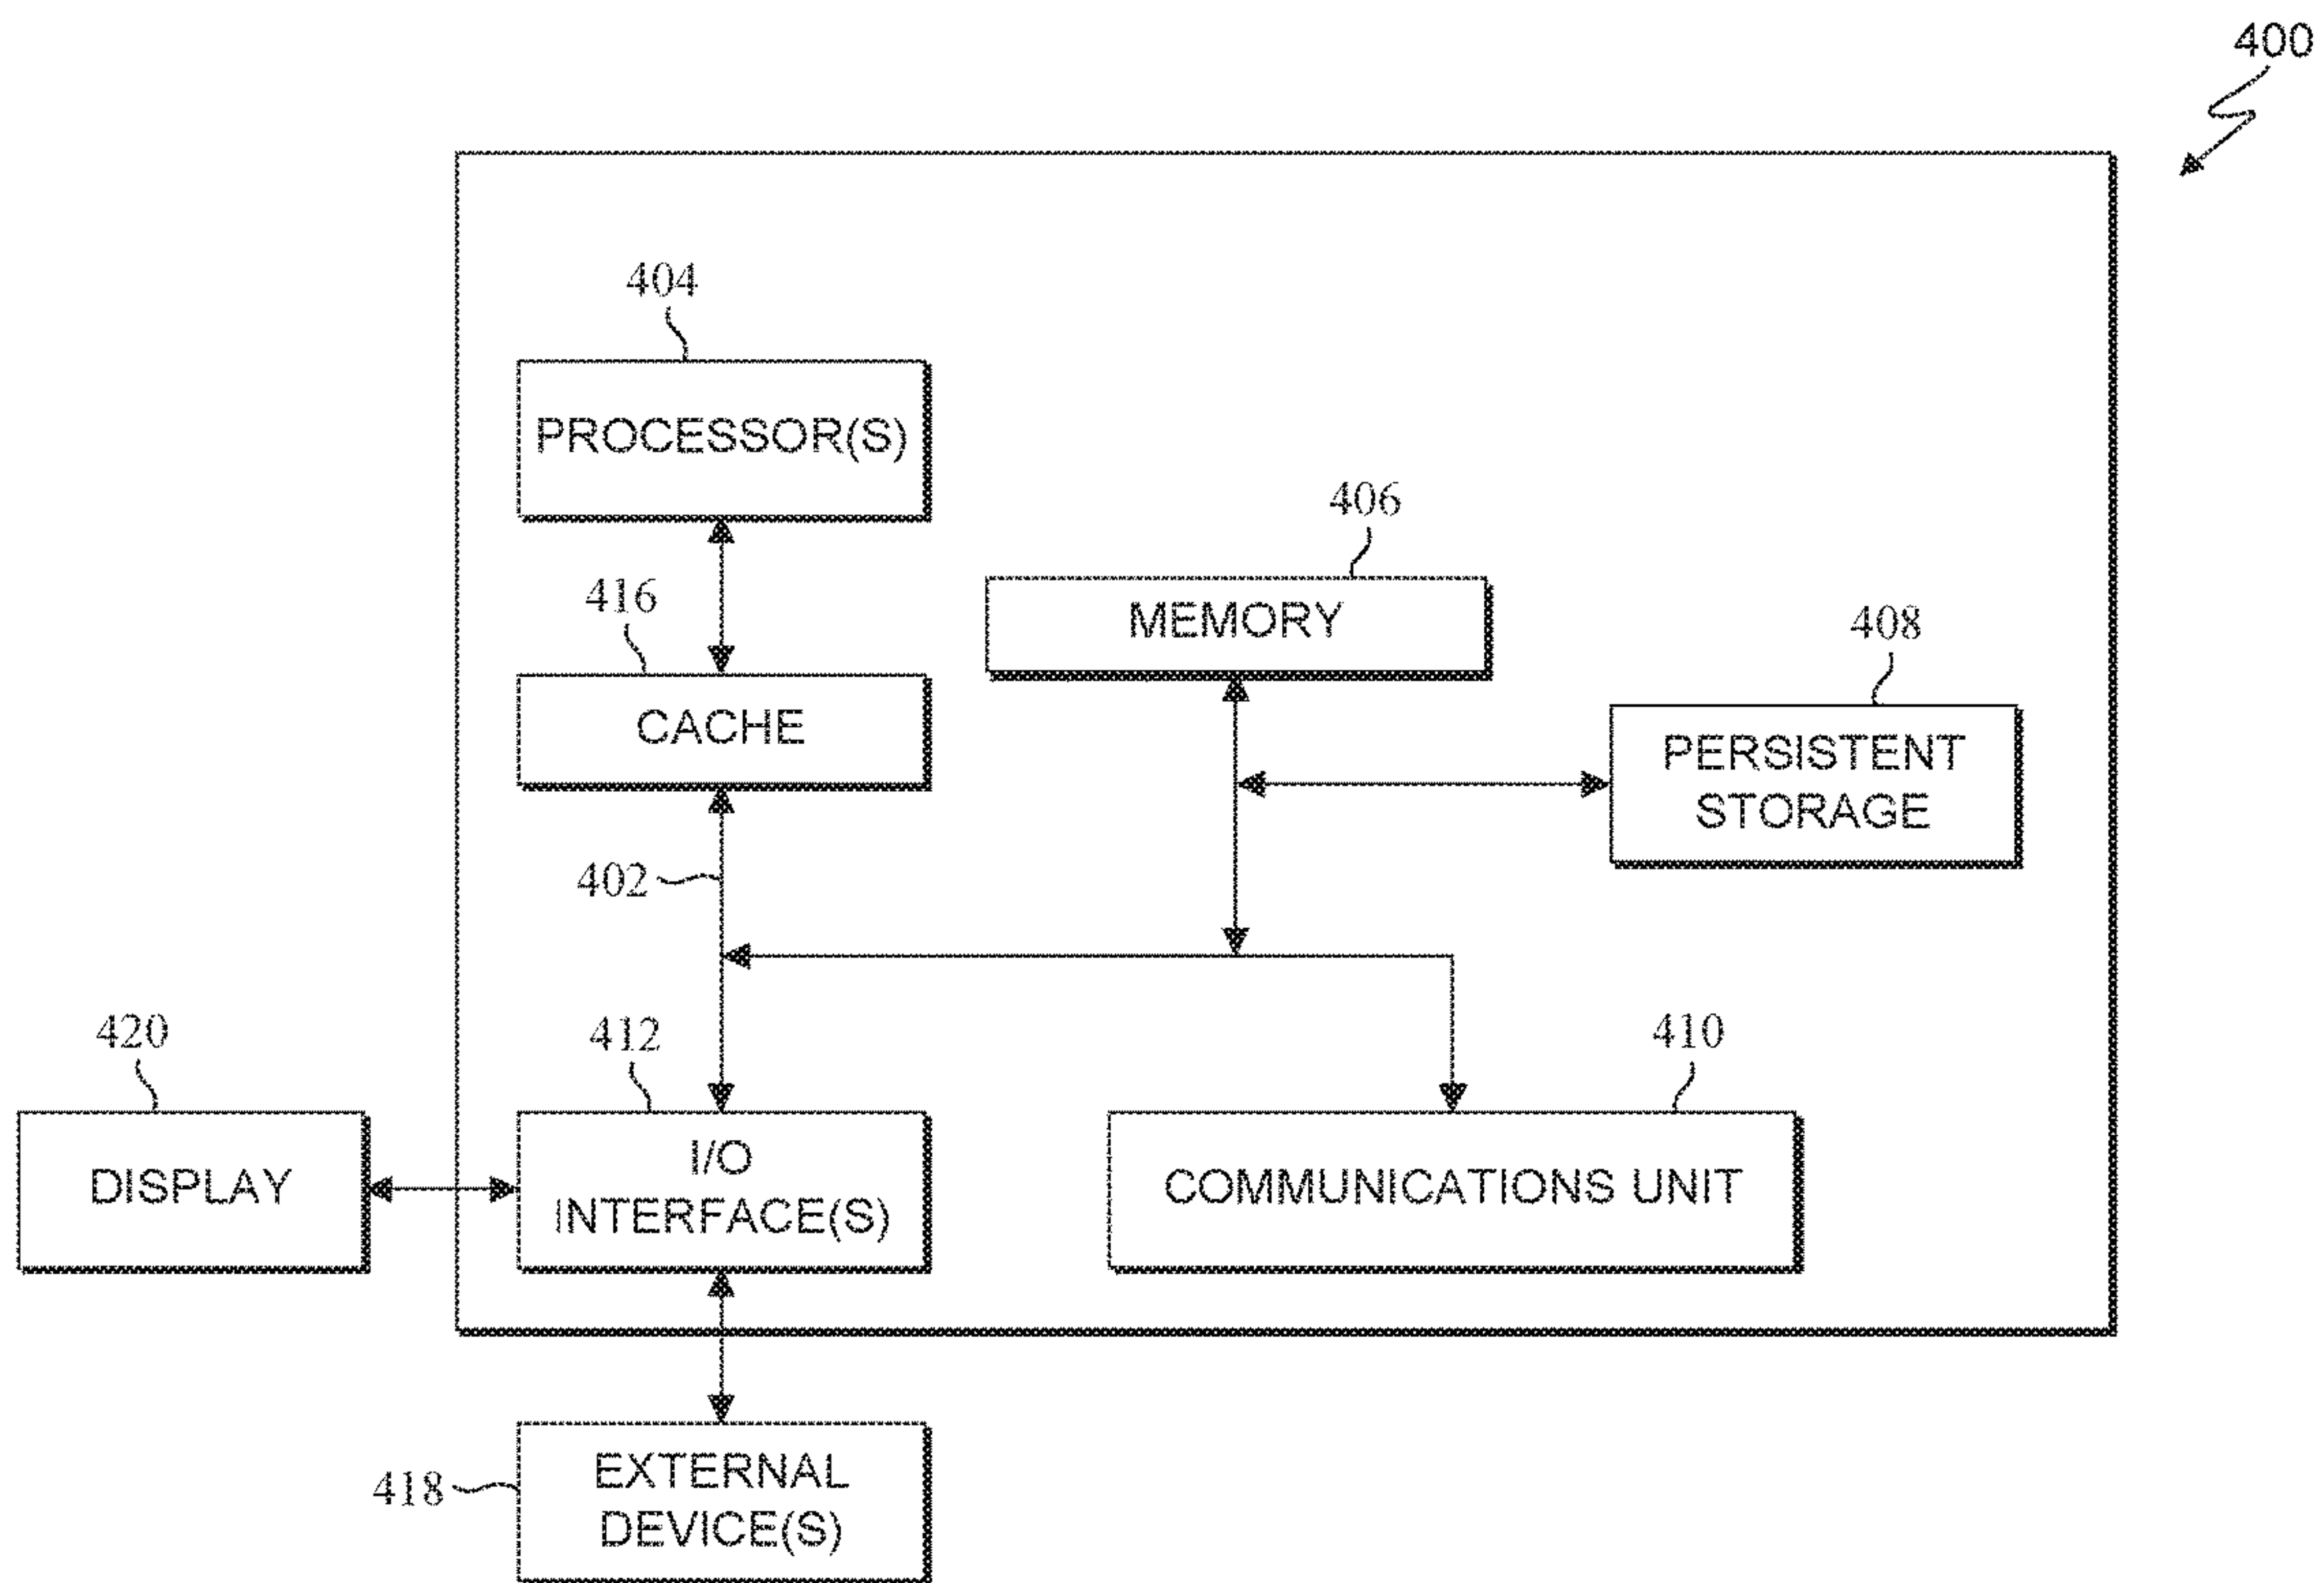 400
404
PROCESSOR(S)
406
416
MEMORY
408
CACHE
PERSISTENT
STORAGE
402
420
412
410
DISPLAY
I/O
INTERFACE(S)
COMMUNICATIONS UNIT
418
EXTERNAL
DEVICE(S)